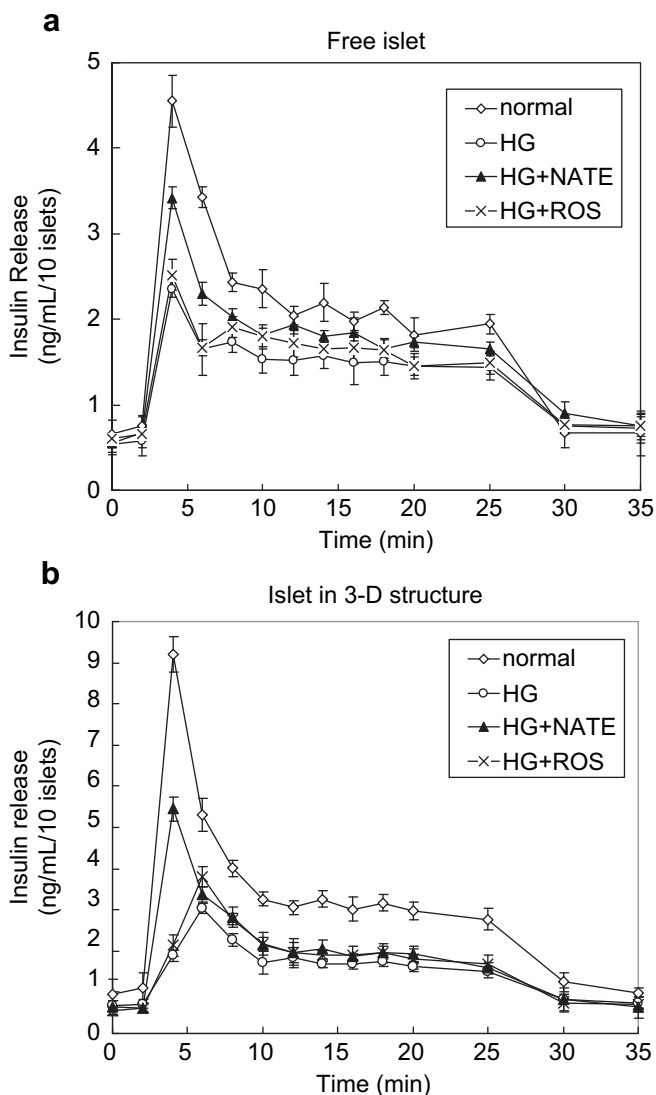 a
Free islet
5
4
3
2
1
0
Insulin Release
(ng/mL/10 islets)
normal
HG
HG+NATE
HG+ROS
0 5 10 15 20 25 30 35
Time (min)
b
Islet in 3-D structure
10
9
8
7
6
5
4
3
2
1
0
Insulin release
(ng/mL/10 islets)
normal
HG
HG+NATE
HG+ROS
0 5 10 15 20 25 30 35
Time (min)